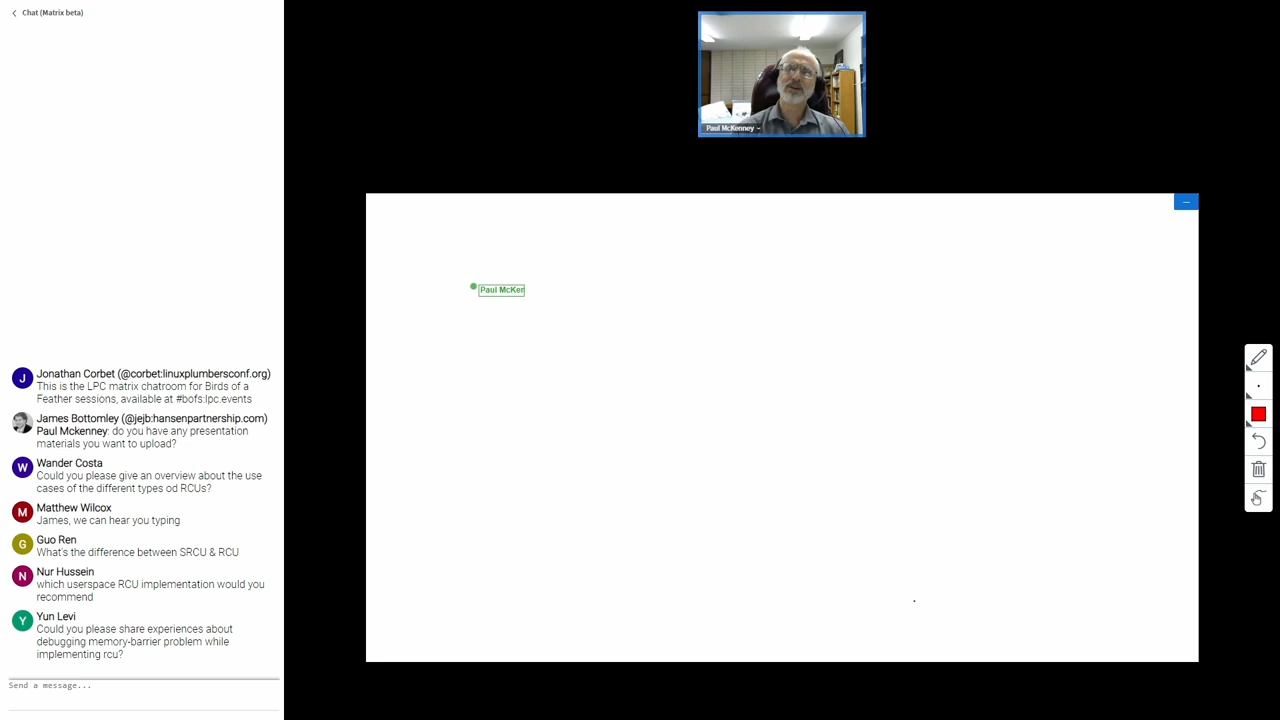 Chat (Matrix beta)
Paul McKenney
Paul McKer
J
Jonathan Corbet (@corbet:linuxplumbersconf.org)
This is the LPC matrix chatroom for Birds of a
Feather sessions, available at #bofs:lpc.events
James Bottomley (@jejb:hansenpartnership.com)
Paul Mckenney: do you have any presentation
materials you want to upload?
W
Wander Costa
Could you please give an overview about the use
cases of the different types od RCUs?
M
Matthew Wilcox
James, we can hear you typing
G
Guo Ren
What's the difference between SRCU & RCU
N
Nur Hussein
which userspace RCU implementation would you
recommend
Y
Yun Levi
Could you please share experiences about
debugging memory-barrier problem while
implementing rcu?
Send a message...